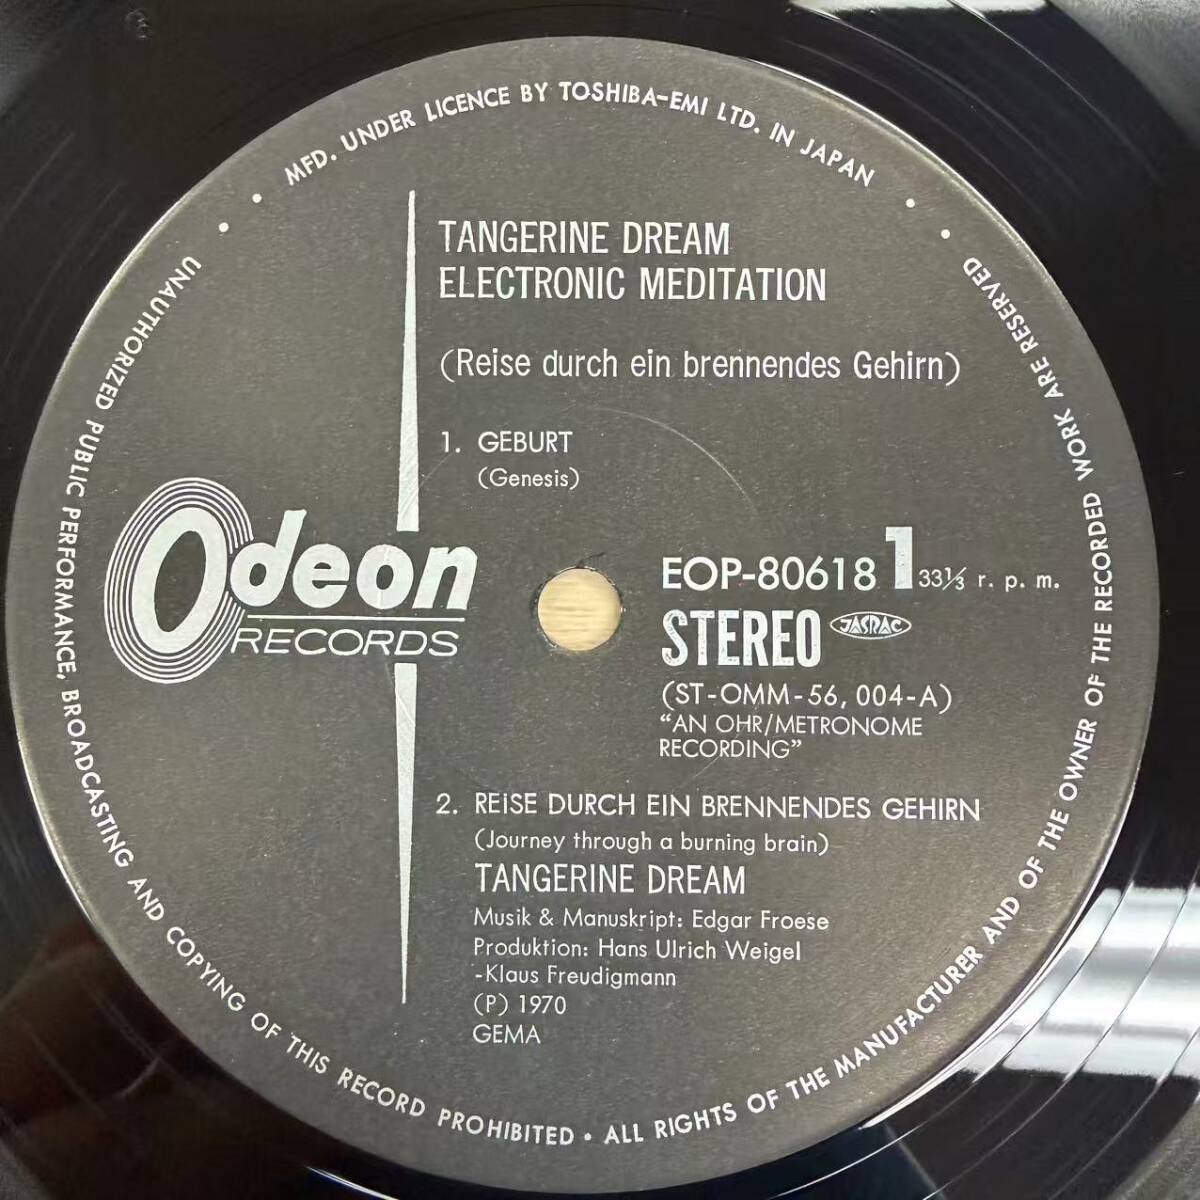 MFD. UNDER LICENCE BY TOSHIBA-EMI LTD. IN JAPAN
TANGERINE DREAM
ELECTRONIC MEDITATION
(Reise durch ein brennendes Gehirn)
1. GEBURT
(Genesis)
Odeon
RECORDS
EOP-80618 1 33⅓ r. p. m.
STEREO JASRAC
(ST-OMM-56, 004-A)
“AN OHR/METRONOME
RECORDING”
2. REiSE DURCH EIN BRENNENDES GEHIRN
(Journey through a burning brain)
TANGERINE DREAM
Musik & Manuskript: Edgar Froese
Produktion: Hans Ulrich Weigel
-Klaus Freudigmann
(P) 1970
GEMA
UNAUTHORIZED PUBLIC PERFORMANCE, BROADCASTING AND COPYING OF THIS RECORD PROHIBITED • ALL RIGHTS OF THE MANUFACTURER AND OF THE OWNER OF THE RECORDED WORK ARE RESERVED